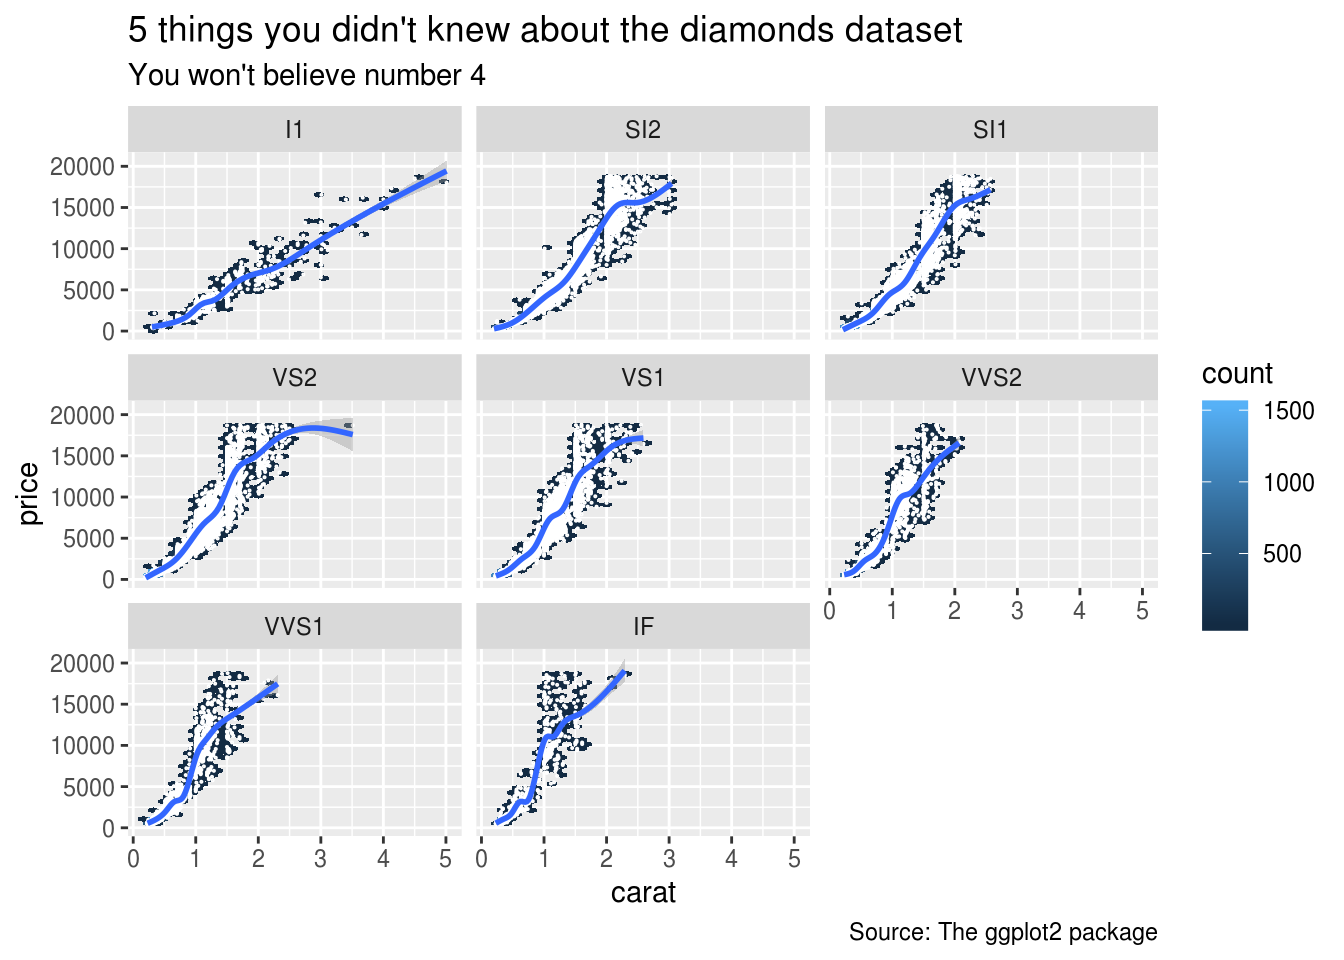 5 things you didn't knew about the diamonds dataset
You won't believe number 4
I1 SI2 SI1
20000
15000
10000
5000
0
VS2 VS1 VVS2
20000
15000
10000
5000
0
0 1 2 3 4 5
VVS1 IF
20000
15000
10000
5000
0
0 1 2 3 4 5 0 1 2 3 4 5
price
carat
count
1500
1000
500
Source: The ggplot2 package